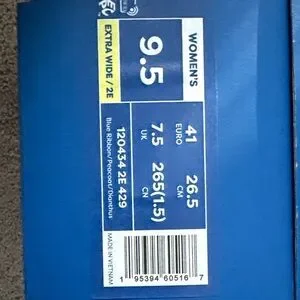 WOMEN'S
9.5
EXTRA WIDE / 2E
41
EURO
26.5
CM
7.5
UK
265(1.5)
CN
120434 2E 429
Blue Ribbon/Peacoat/Dianthus
MADE IN VIETNAM
1 95394 60516 7